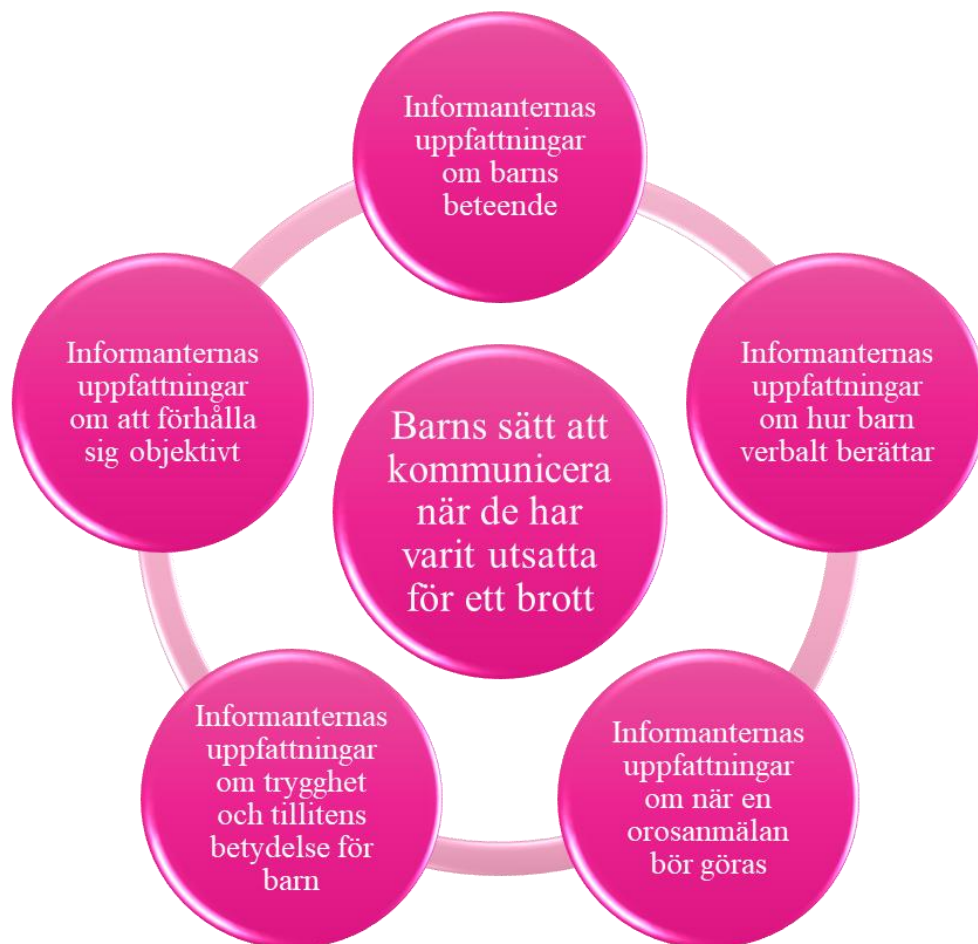 Informanternas
uppfattningar
om barns
beteende
Informanternas
uppfattningar
om att förhålla
sig objektivt
Informanternas
uppfattningar
om hur barn
verbalt berättar
Barns sätt att
kommunicera
när de har
varit utsatta
för ett brott
Informanternas
uppfattningar
om trygghet
och tillitens
betydelse för
barn
Informanternas
uppfattningar
om när en
orosanmälan
bör göras